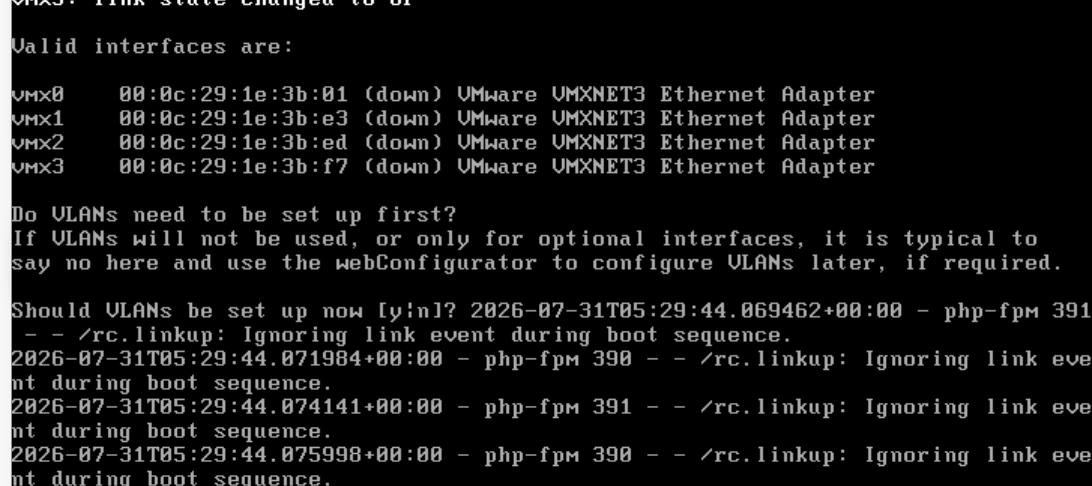 vmx3: link state changed to UP
Valid interfaces are:
vmx0    00:0c:29:1e:3b:01 (down) VMware VMXNET3 Ethernet Adapter
vmx1    00:0c:29:1e:3b:e3 (down) VMware VMXNET3 Ethernet Adapter
vmx2    00:0c:29:1e:3b:ed (down) VMware VMXNET3 Ethernet Adapter
vmx3    00:0c:29:1e:3b:f7 (down) VMware VMXNET3 Ethernet Adapter
Do VLANs need to be set up first?
If VLANs will not be used, or only for optional interfaces, it is typical to
say no here and use the webConfigurator to configure VLANs later, if required.
Should VLANs be set up now [y|n]? 2026-07-31T05:29:44.069462+00:00 - php-fpm 391
 - - /rc.linkup: Ignoring link event during boot sequence.
2026-07-31T05:29:44.071984+00:00 - php-fpm 390 - - /rc.linkup: Ignoring link eve
nt during boot sequence.
2026-07-31T05:29:44.074141+00:00 - php-fpm 391 - - /rc.linkup: Ignoring link eve
nt during boot sequence.
2026-07-31T05:29:44.075998+00:00 - php-fpm 390 - - /rc.linkup: Ignoring link eve
nt during boot sequence.